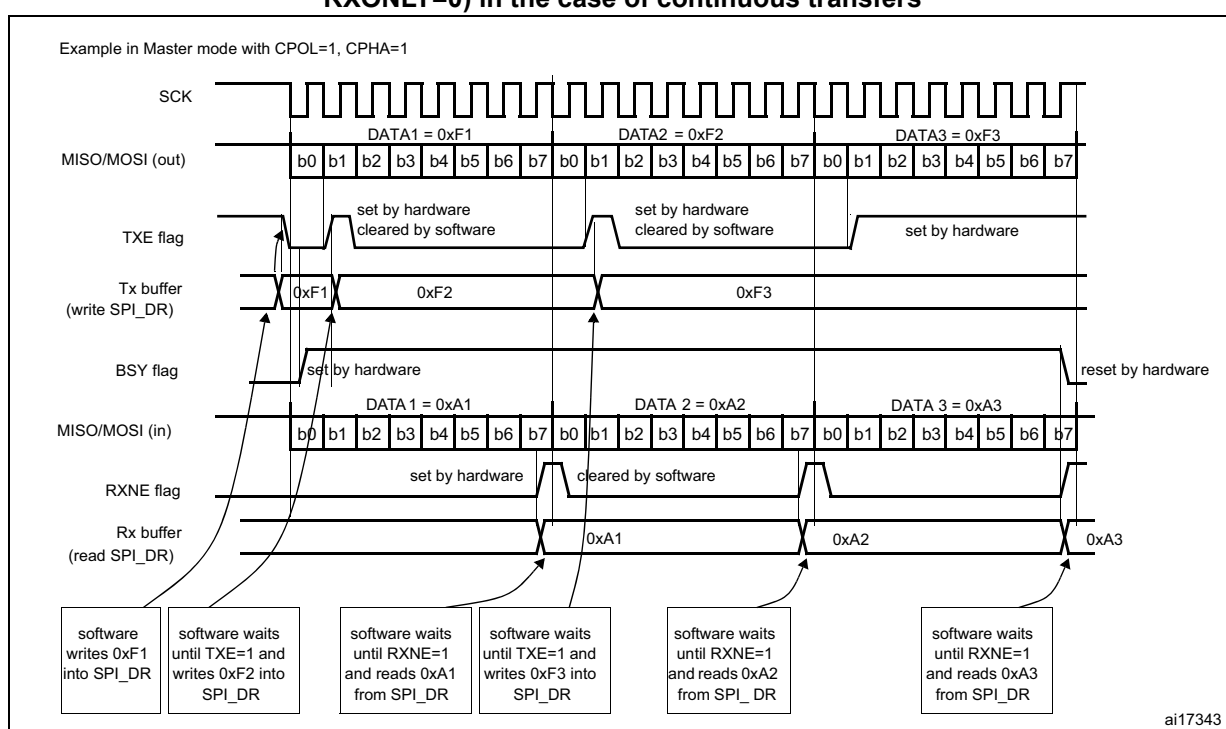 RXONLY=0) in the case of continuous transfers
Example in Master mode with CPOL=1, CPHA=1
SCK
DATA1 = 0xF1 DATA2 = 0xF2 DATA3 = 0xF3
MISO/MOSI (out) b0 b1 b2 b3 b4 b5 b6 b7 b0 b1 b2 b3 b4 b5 b6 b7 b0 b1 b2 b3 b4 b5 b6 b7
set by hardware set by hardware
cleared by software cleared by software
TXE flag set by hardware
Tx buffer 0xF1 0xF2 0xF3
(write SPI_DR)
BSY flag set by hardware reset by hardware
DATA 1 = 0xA1 DATA 2 = 0xA2 DATA 3 = 0xA3
MISO/MOSI (in) b0 b1 b2 b3 b4 b5 b6 b7 b0 b1 b2 b3 b4 b5 b6 b7 b0 b1 b2 b3 b4 b5 b6 b7
set by hardware cleared by software
RXNE flag
Rx buffer 0xA1 0xA2 0xA3
(read SPI_DR)
software
writes 0xF1
into SPI_DR
software waits
until TXE=1 and
writes 0xF2 into
SPI_DR
software waits
until RXNE=1
and reads 0xA1
from SPI_DR
software waits
until TXE=1 and
writes 0xF3 into
SPI_DR
software waits
until RXNE=1
and reads 0xA2
from SPI_ DR
software waits
until RXNE=1
and reads 0xA3
from SPI_DR
ai17343